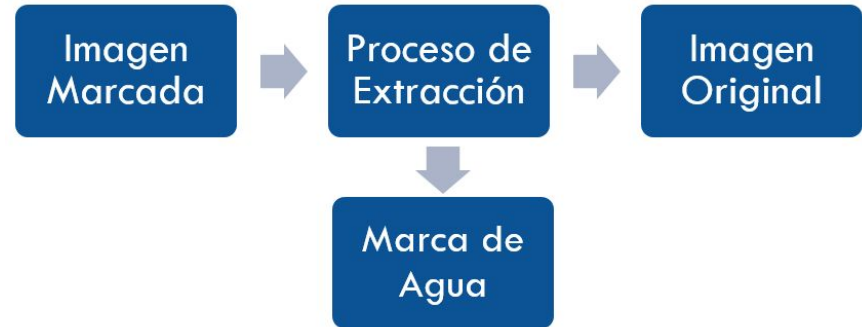 Imagen
Marcada
Proceso de
Extracción
Imagen
Original
Marca de
Agua